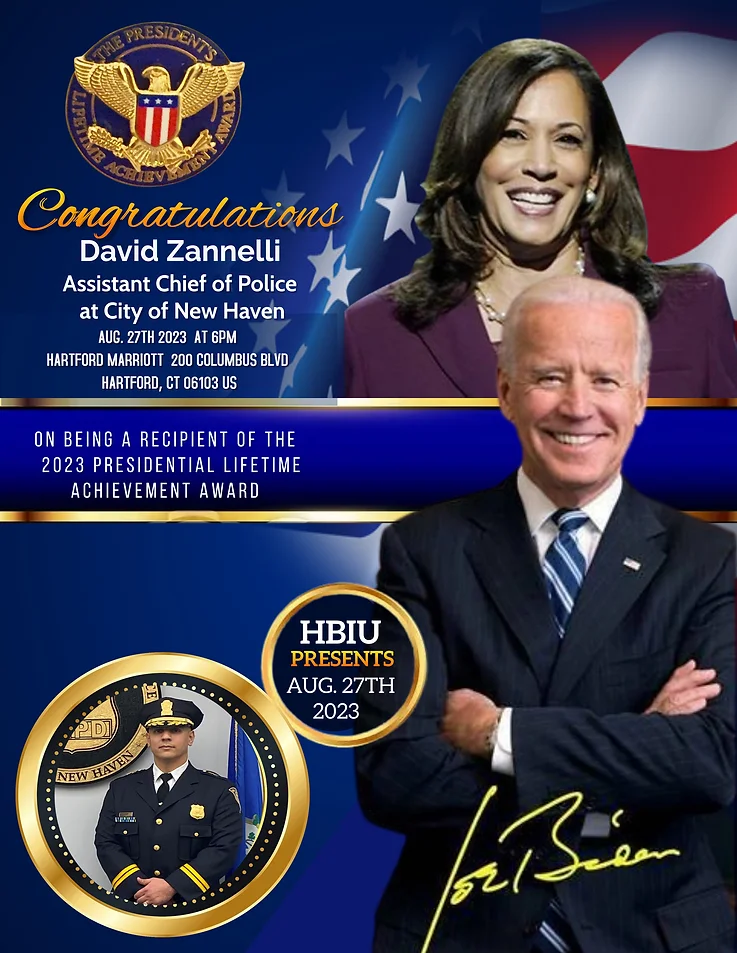 THE PRESIDENT'S
LIFETIME ACHIEVEMENT AWARD
Congratulations
David Zannelli
Assistant Chief of Police
at City of New Haven
AUG. 27TH 2023 AT 6PM
HARTFORD MARRIOTT 200 COLUMBUS BLVD
HARTFORD, CT 06103 US
ON BEING A RECIPIENT OF THE
2023 PRESIDENTIAL LIFETIME
ACHIEVEMENT AWARD
HBIU
PRESENTS
AUG. 27TH
2023
NEW HAVEN
Joe Biden